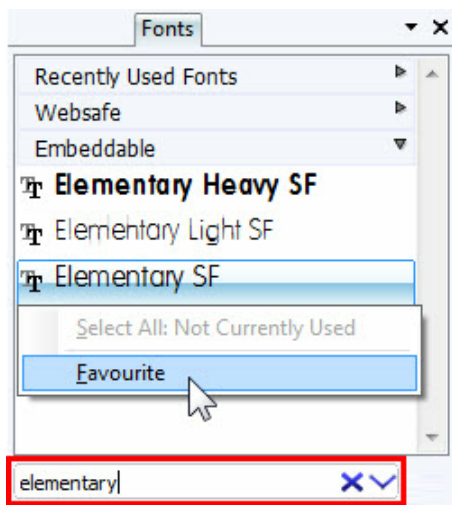 Fonts
Recently Used Fonts
Websafe
Embeddable
Elementary Heavy SF
Elementary Light SF
Elementary SF
Select All: Not Currently Used
Favourite
elementary